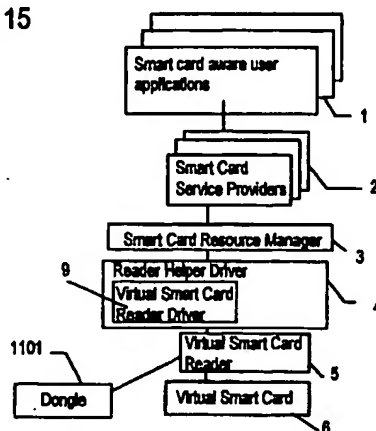 15
Smart card aware user
applications
1
Smart Card
Service Providers
2
Smart Card Resource Manager
3
Reader Helper Driver
9
Virtual Smart Card
Reader Driver
4
1101
Virtual Smart Card
Reader
5
Dongle
Virtual Smart Card
6